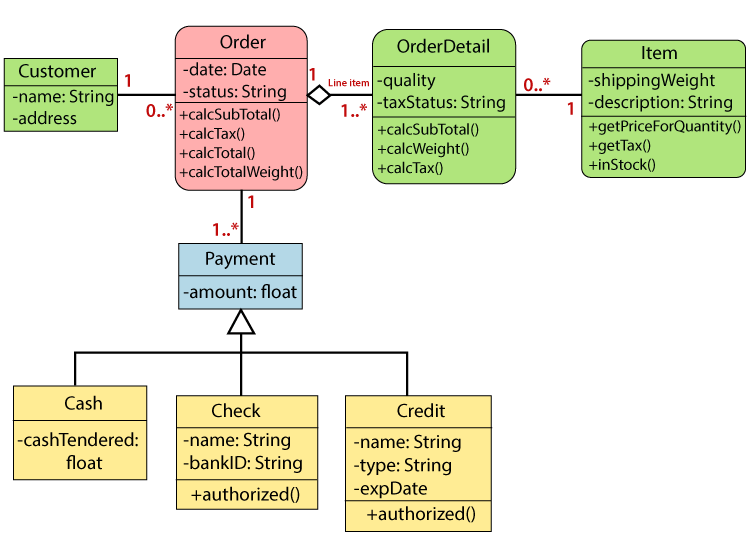 Customer
-name: String
-address
1
0..*
Order
-date: Date
-status: String
+calcSubTotal()
+calcTax()
+calcTotal()
+calcTotalWeight()
1
Line item
1..*
OrderDetail
-quality
-taxStatus: String
+calcSubTotal()
+calcWeight()
+calcTax()
0..*
1
Item
-shippingWeight
-description: String
+getPriceForQuantity()
+getTax()
+inStock()
1
1..*
Payment
-amount: float
Cash
-cashTendered:
float
Check
-name: String
-bankID: String
+authorized()
Credit
-name: String
-type: String
-expDate
+authorized()